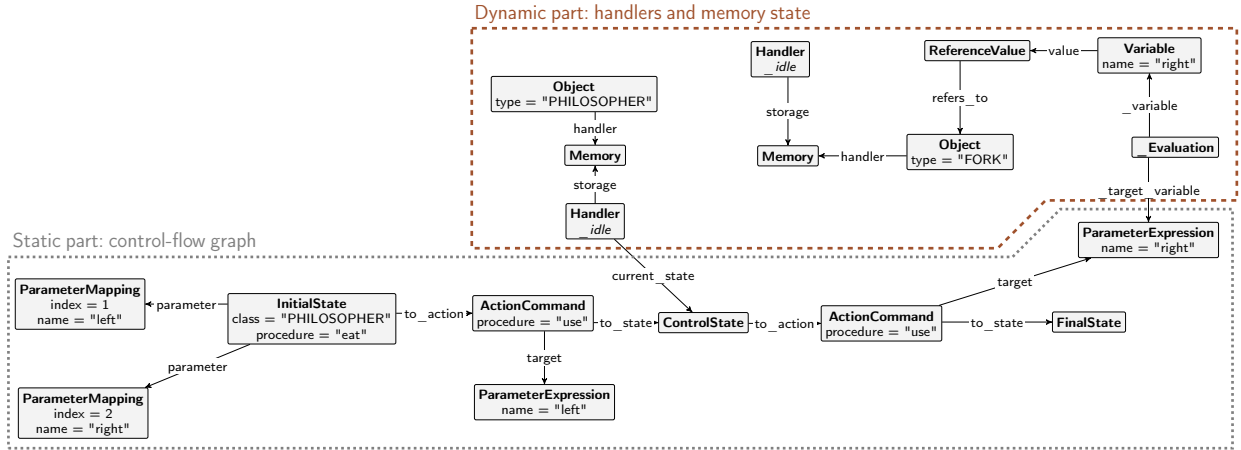 Dynamic part: handlers and memory state
Handler
_idle
ReferenceValue
value
Variable
name = "right"
Object
type = "PHILOSOPHER"
refers_to
storage
_variable
handler
Object
type = "FORK"
_Evaluation
Memory
Memory
handler
storage
_target_variable
Handler
_idle
Static part: control-flow graph
ParameterExpression
name = "right"
current_state
target
ParameterMapping
index = 1
name = "left"
parameter
InitialState
class = "PHILOSOPHER"
procedure = "eat"
to_action
ActionCommand
procedure = "use"
to_state
ControlState
to_action
ActionCommand
procedure = "use"
to_state
FinalState
target
parameter
ParameterMapping
index = 2
name = "right"
ParameterExpression
name = "left"